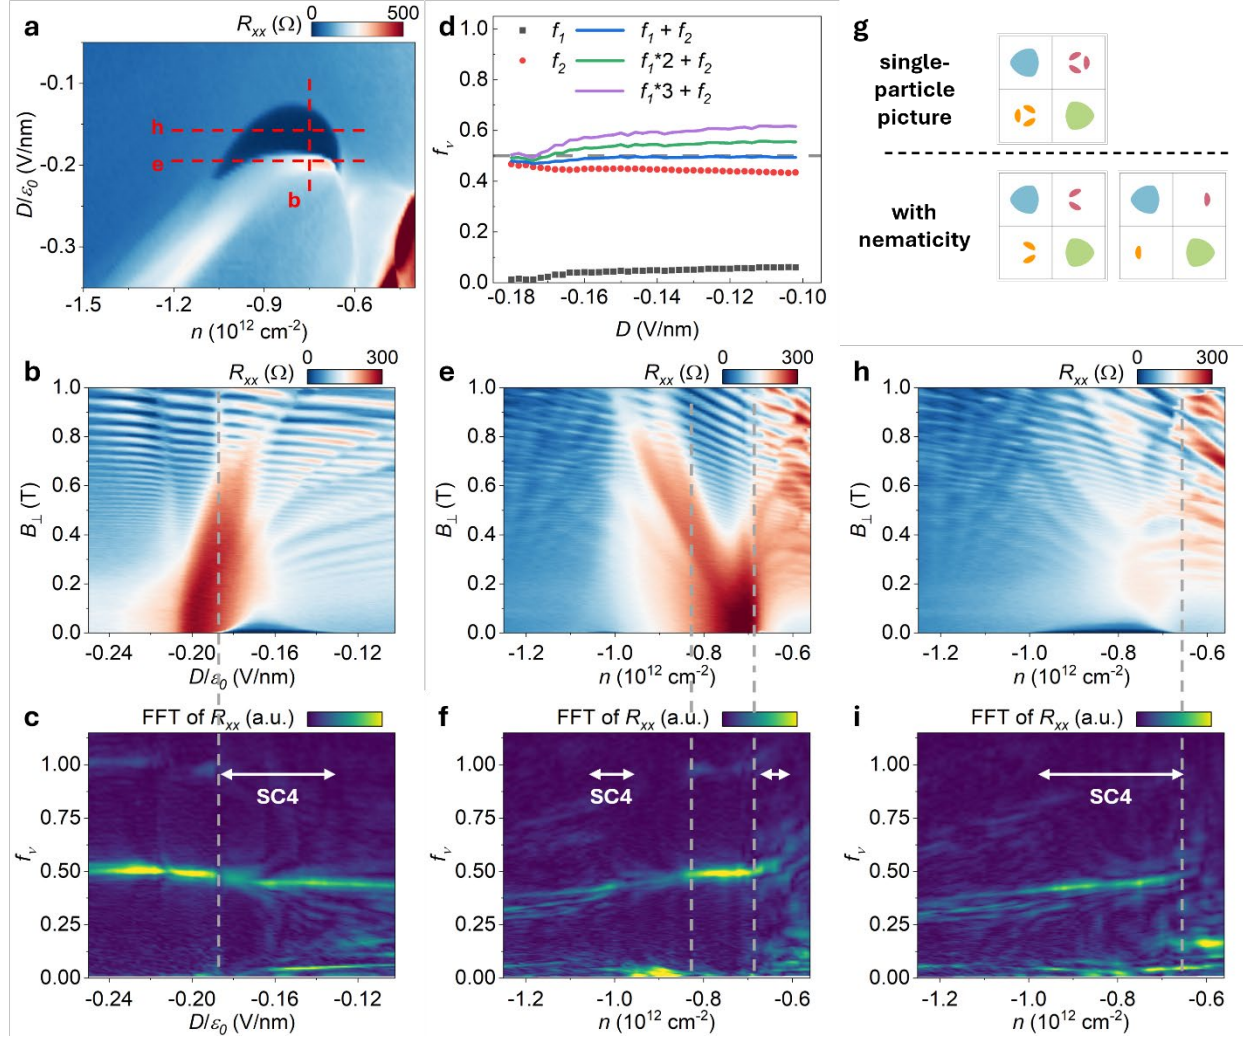 a
R_xx (Ω)
0
500
D/ε_0 (V/nm)
-0.1
-0.2
-0.3
h
e
b
-1.5
-1.2
-0.9
-0.6
n (10^12 cm^-2)
d
f_ν
1.0
0.8
0.6
0.4
0.2
0.0
f_1
f_2
f_1 + f_2
f_1*2 + f_2
f_1*3 + f_2
-0.18
-0.16
-0.14
-0.12
-0.10
D (V/nm)
g
single-
particle
picture
with
nematicity
b
R_xx (Ω)
0
300
B_⊥ (T)
1.0
0.8
0.6
0.4
0.2
0.0
-0.24
-0.20
-0.16
-0.12
D/ε_0 (V/nm)
e
R_xx (Ω)
0
300
B_⊥ (T)
1.0
0.8
0.6
0.4
0.2
0.0
-1.2
-1.0
-0.8
-0.6
n (10^12 cm^-2)
h
R_xx (Ω)
0
300
B_⊥ (T)
1.0
0.8
0.6
0.4
0.2
0.0
-1.2
-1.0
-0.8
-0.6
n (10^12 cm^-2)
c
FFT of R_xx (a.u.)
f_ν
1.00
0.75
0.50
0.25
0.00
SC4
-0.24
-0.20
-0.16
-0.12
D/ε_0 (V/nm)
f
FFT of R_xx (a.u.)
f_ν
1.00
0.75
0.50
0.25
0.00
SC4
-1.2
-1.0
-0.8
-0.6
n (10^12 cm^-2)
i
FFT of R_xx (a.u.)
f_ν
1.00
0.75
0.50
0.25
0.00
SC4
-1.2
-1.0
-0.8
-0.6
n (10^12 cm^-2)